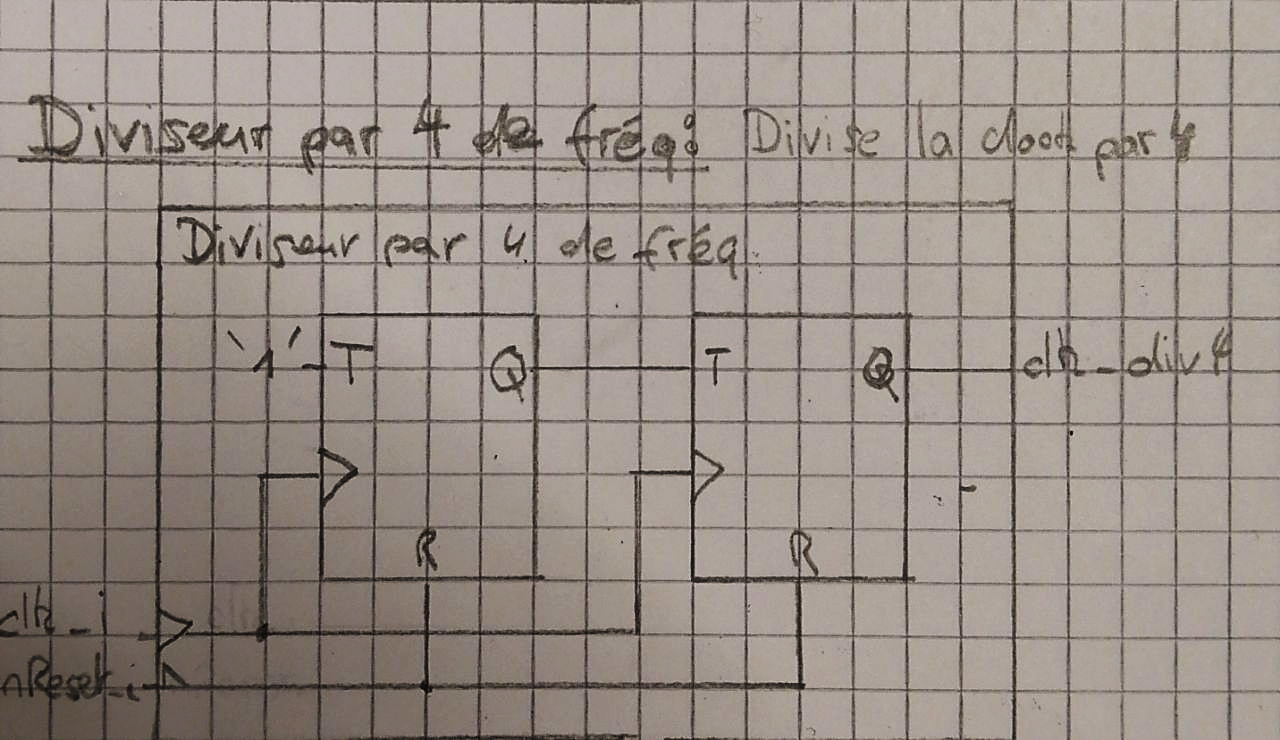 Diviseur par 4 de fréq: Divise la clock par 4
Diviseur par 4 de fréq.
'1' T Q T Q clk_div4
R R
clk_i
nReset_i